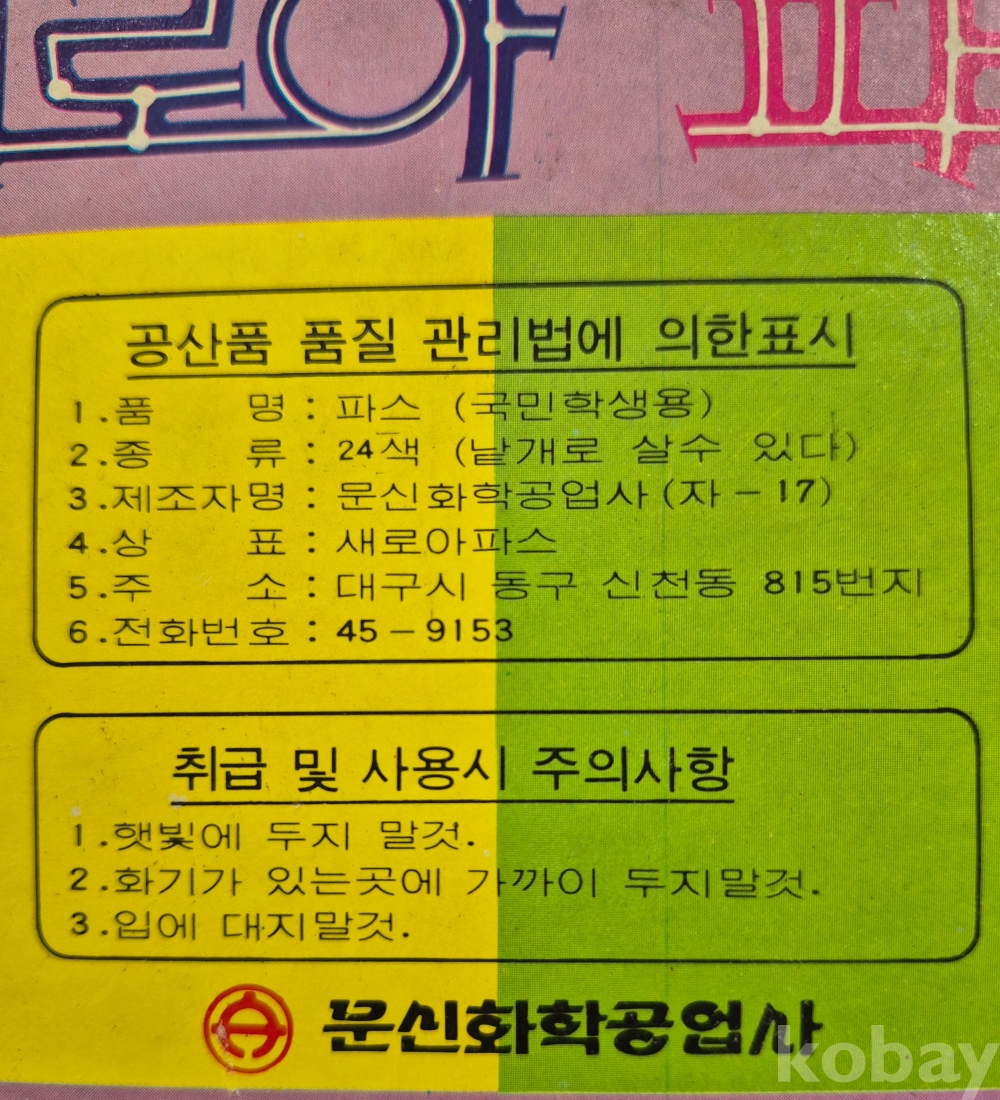 로아 파
공산품 품질 관리법에 의한표시
1.품 명 : 파스 (국민학생용)
2.종 류 : 24색 (낱개로 살수 있다)
3.제조자명 : 문신화학공업사 (자-17)
4.상 표 : 새로아파스
5.주 소 : 대구시 동구 신천동 815번지
6.전화번호 : 45-9153
취급 및 사용시 주의사항
1.햇빛에 두지 말것.
2.화기가 있는곳에 가까이 두지말것.
3.입에 대지말것.
문신화학공업사
kobay